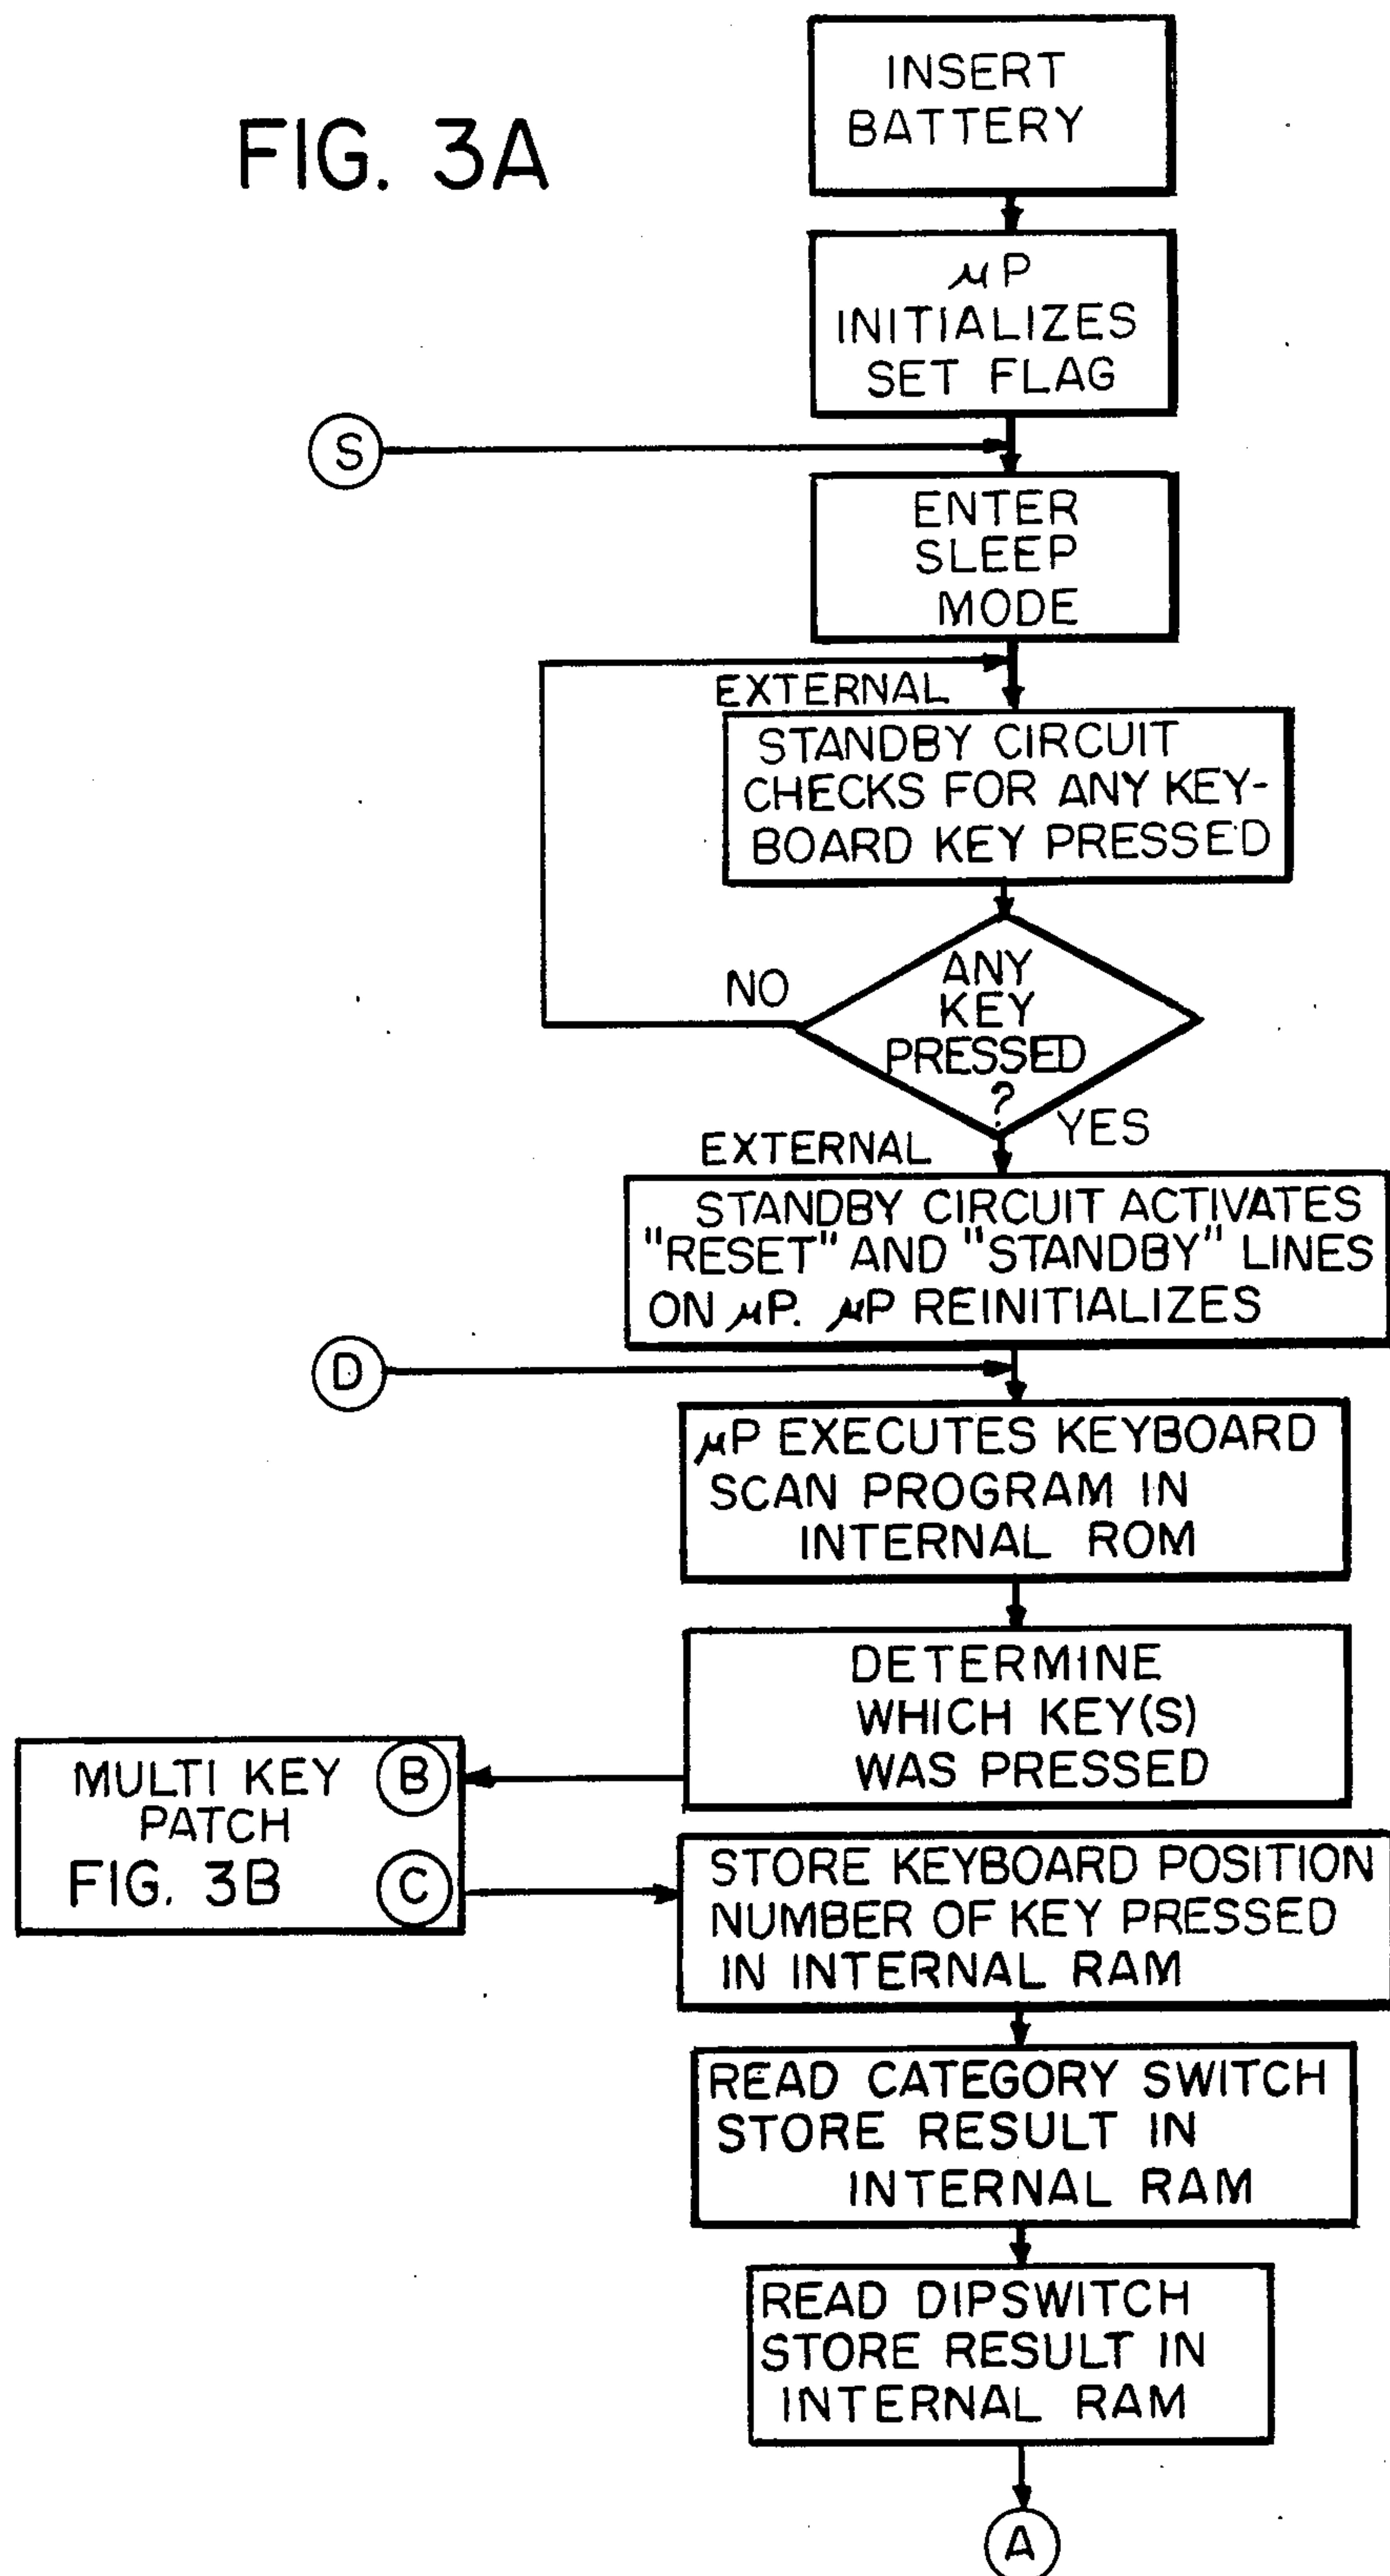 FIG. 3A
INSERT
BATTERY
μP
INITIALIZES
SET FLAG
S
ENTER
SLEEP
MODE
EXTERNAL
STANDBY CIRCUIT
CHECKS FOR ANY KEY-
BOARD KEY PRESSED
NO
ANY
KEY
PRESSED
?
YES
EXTERNAL
STANDBY CIRCUIT ACTIVATES
"RESET" AND "STANDBY" LINES
ON μP. μP REINITIALIZES
D
μP EXECUTES KEYBOARD
SCAN PROGRAM IN
INTERNAL ROM
DETERMINE
WHICH KEY(S)
WAS PRESSED
MULTI KEY B
PATCH
FIG. 3B C
STORE KEYBOARD POSITION
NUMBER OF KEY PRESSED
IN INTERNAL RAM
READ CATEGORY SWITCH
STORE RESULT IN
INTERNAL RAM
READ DIPSWITCH
STORE RESULT IN
INTERNAL RAM
A